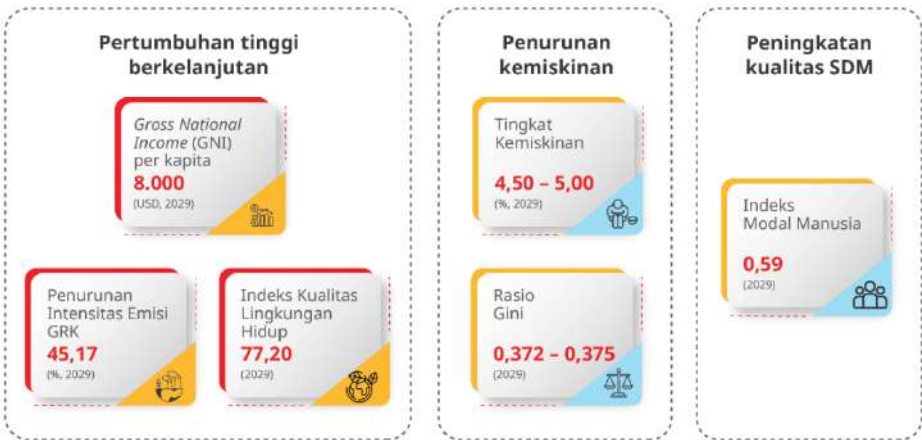 Pertumbuhan tinggi
berkelanjutan
Gross National
Income (GNI)
per kapita
8.000
(USD, 2029)
Penurunan
Intensitas Emisi
GRK
45,17
(%, 2029)
Indeks Kualitas
Lingkungan
Hidup
77,20
(2029)
Penurunan
kemiskinan
Tingkat
Kemiskinan
4,50 – 5,00
(%, 2029)
Rasio
Gini
0,372 – 0,375
(2029)
Peningkatan
kualitas SDM
Indeks
Modal Manusia
0,59
(2029)